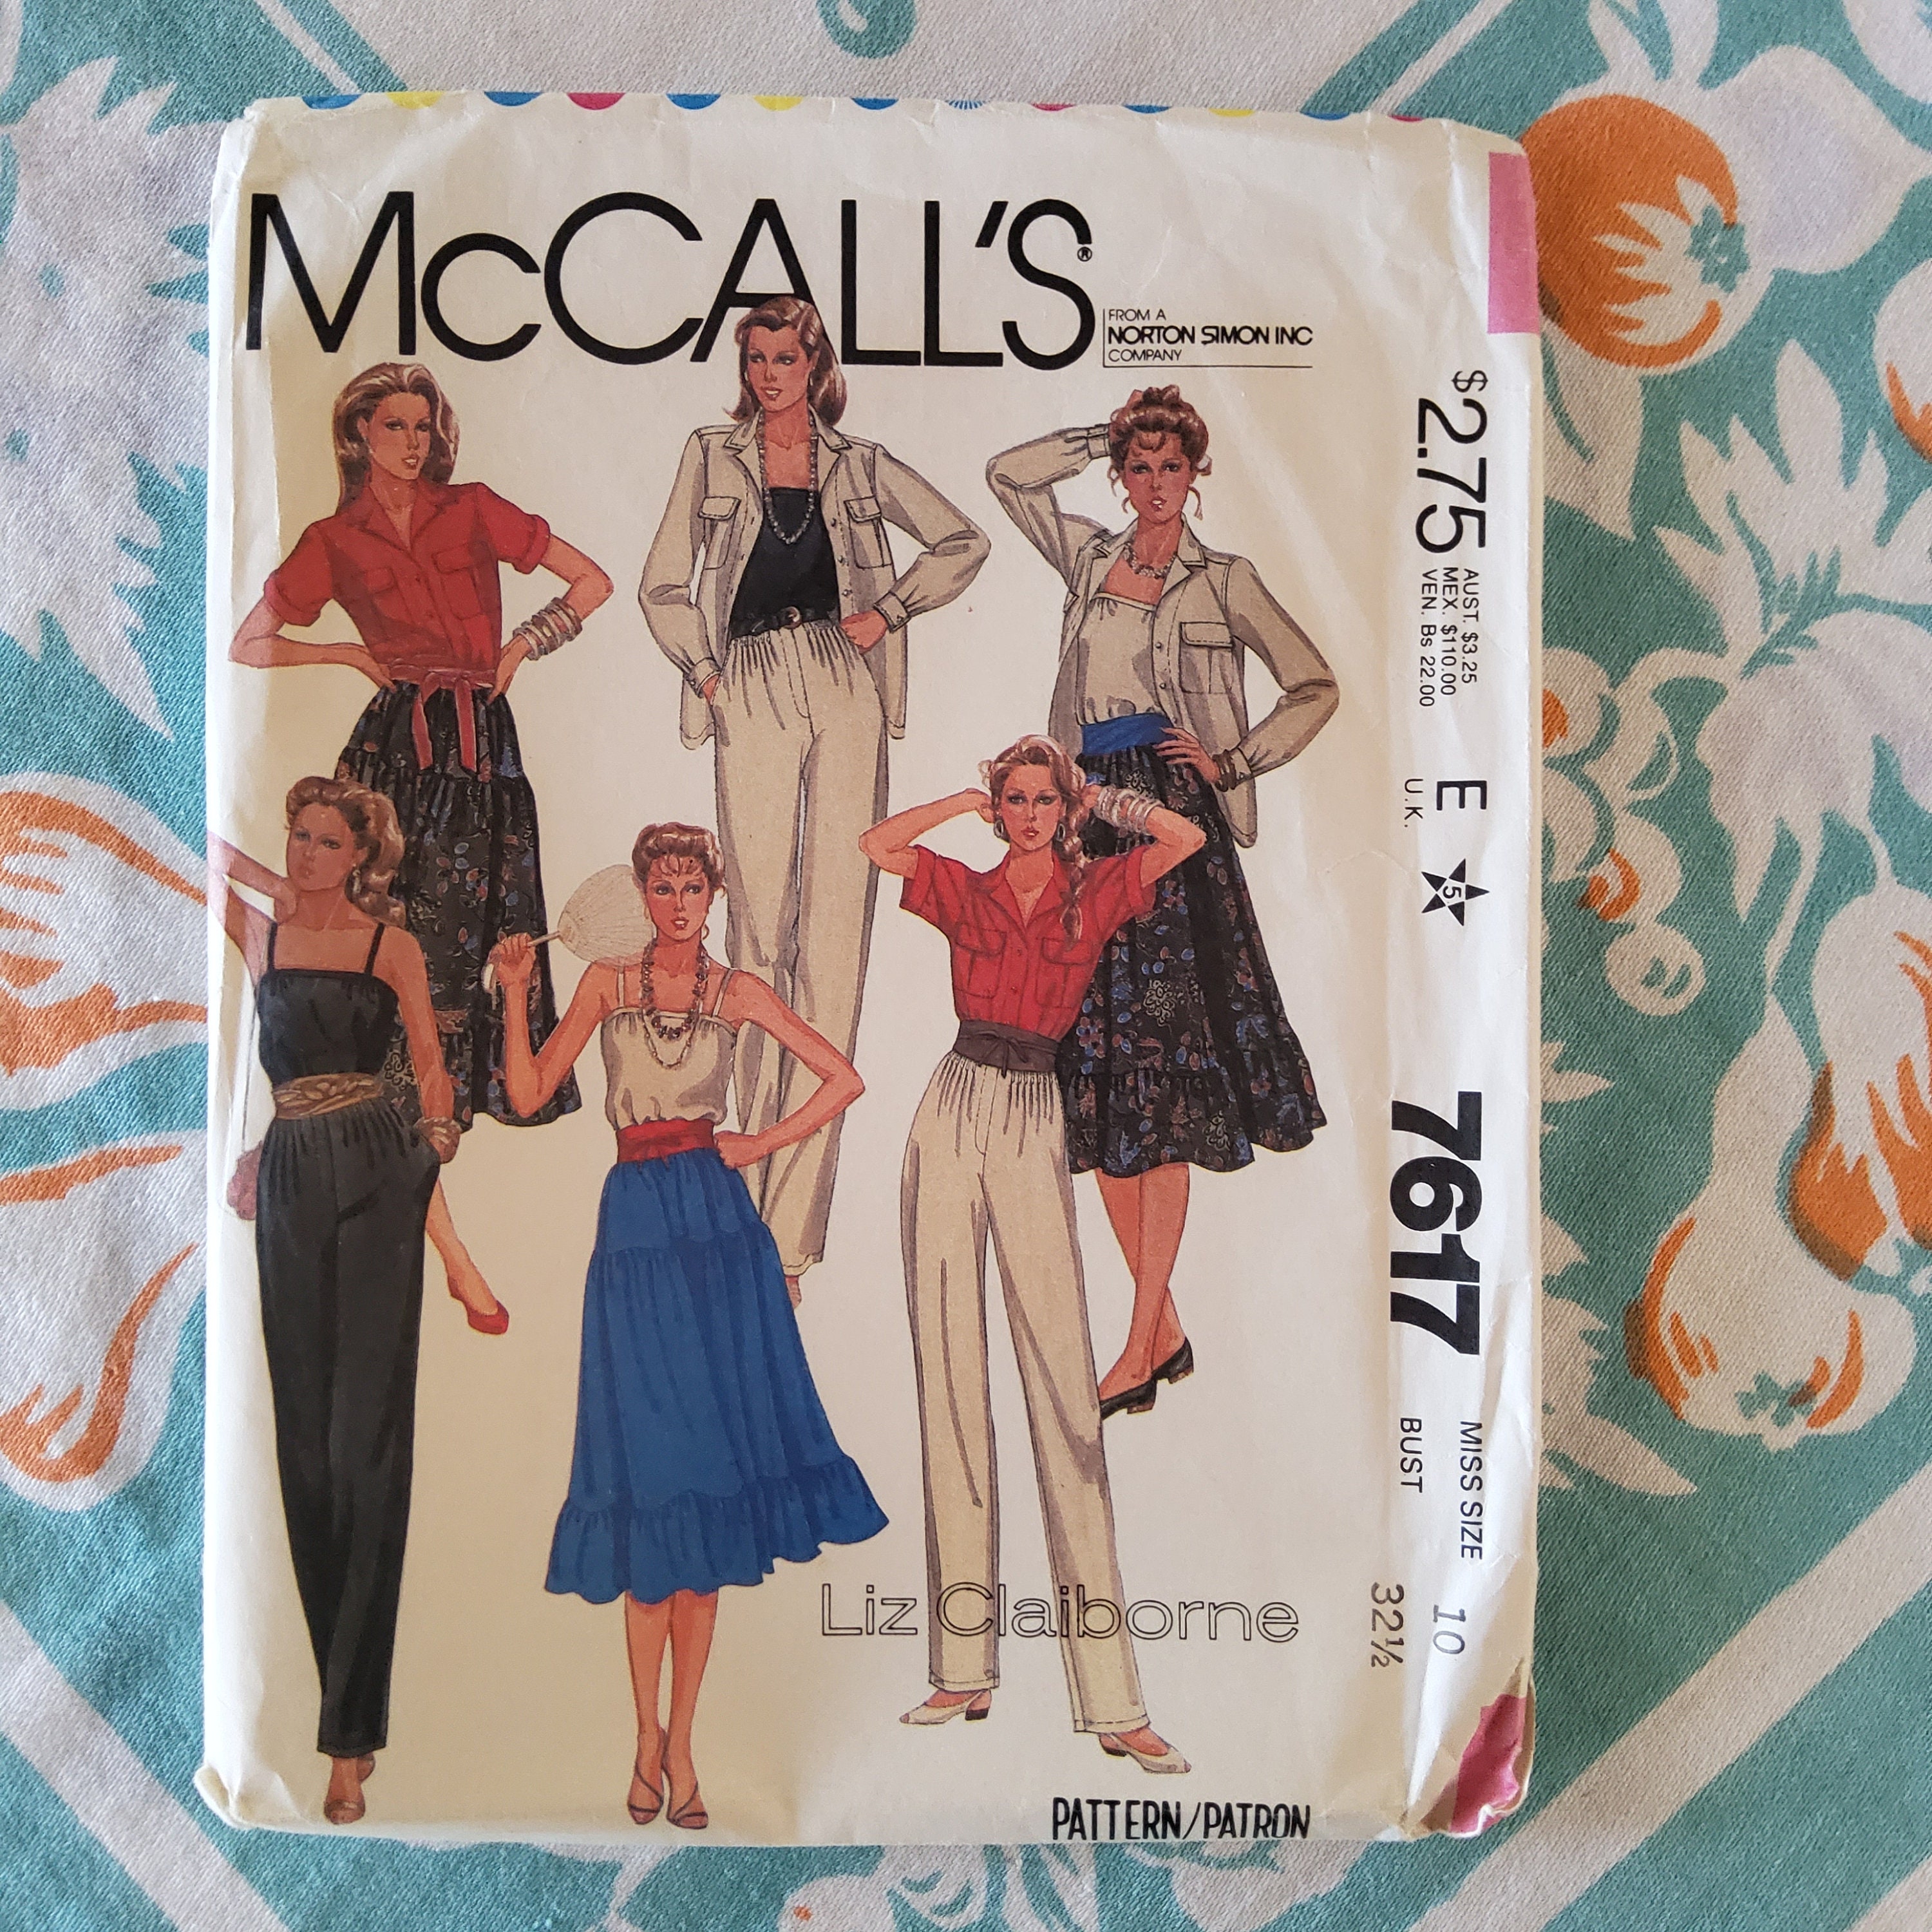 McCALL'S®
FROM A
NORTON SIMON INC
COMPANY
$2.75
AUST. $3.25
MEX. $110.00
VEN. Bs 22.00
E
U.K.
5
7617
MISS SIZE 10
BUST 32½
Liz Claiborne
PATTERN/PATRON